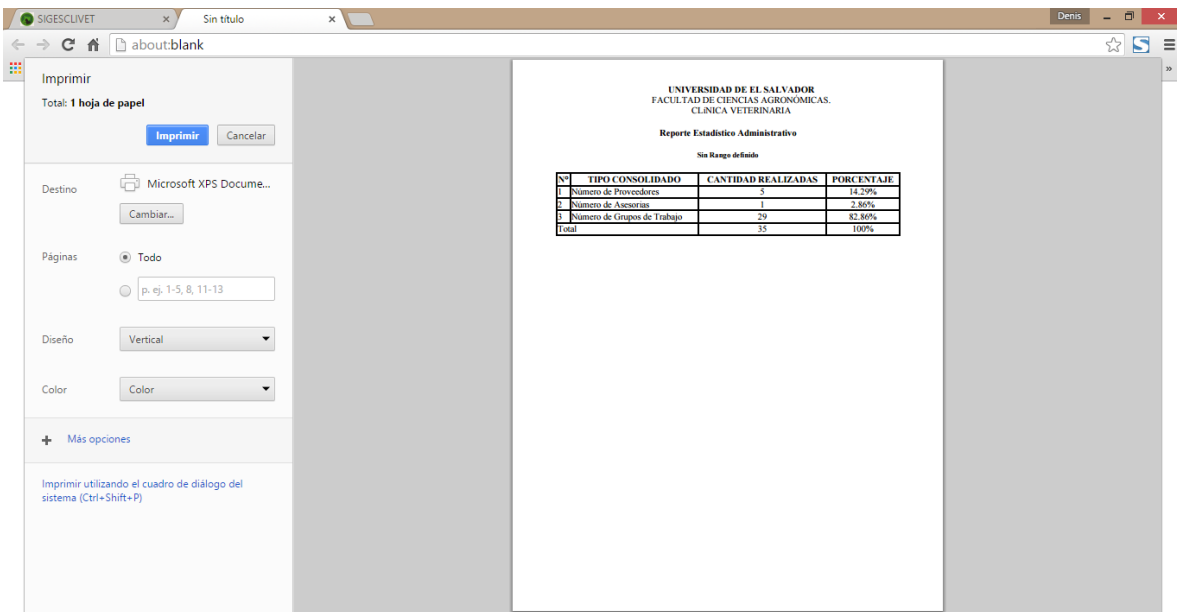 SIGESCLIVET
Sin título
Denis
about:blank
Imprimir
Total: 1 hoja de papel
Imprimir Cancelar
Destino Microsoft XPS Docume...
Cambiar...
Páginas Todo
p. ej. 1-5, 8, 11-13
Diseño Vertical
Color Color
Más opciones
Imprimir utilizando el cuadro de diálogo del
sistema (Ctrl+Shift+P)
UNIVERSIDAD DE EL SALVADOR
FACULTAD DE CIENCIAS AGRONÓMICAS.
CLíNICA VETERINARIA
Reporte Estadístico Administrativo
Sin Rango definido
Nº TIPO CONSOLIDADO CANTIDAD REALIZADAS PORCENTAJE
1 Número de Proveedores 5 14.29%
2 Número de Asesorias 1 2.86%
3 Número de Grupos de Trabajo 29 82.86%
Total 35 100%